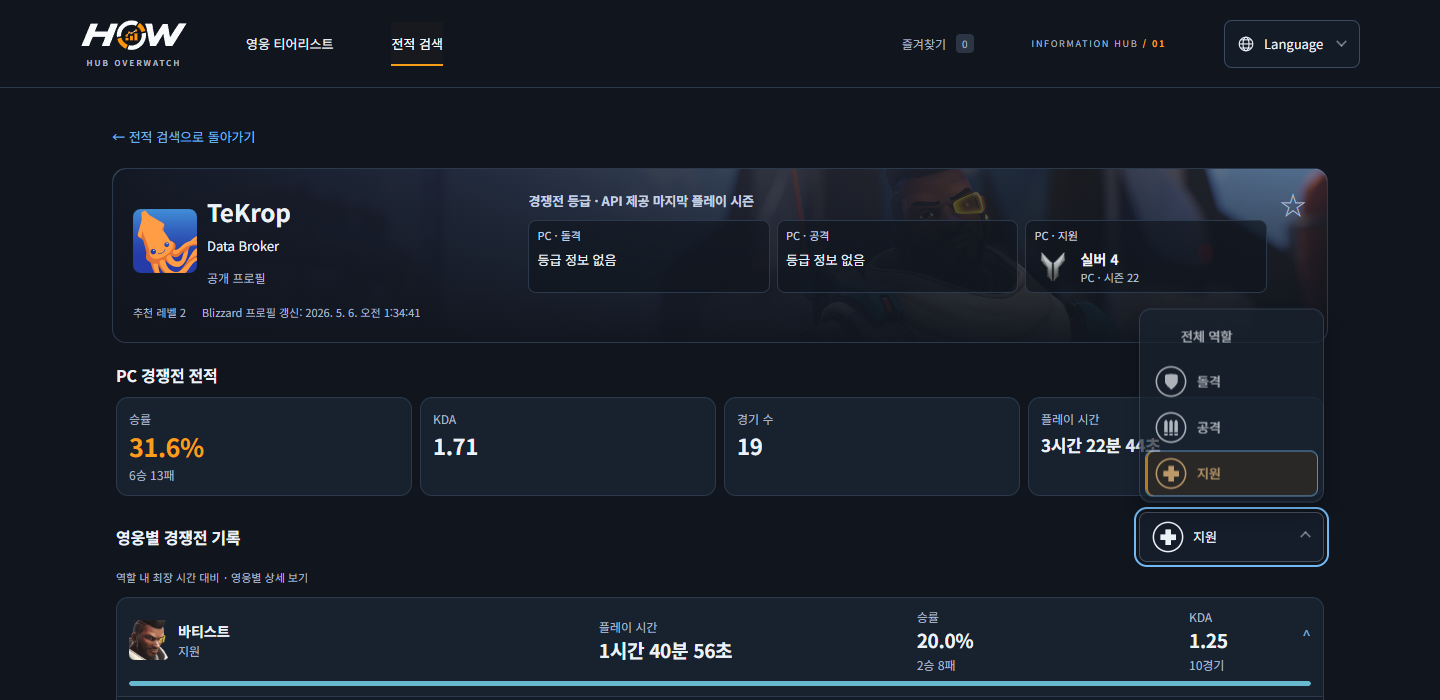 HOW
HUB OVERWATCH
영웅 티어리스트
전적 검색
즐겨찾기 0
INFORMATION HUB / 01
Language
← 전적 검색으로 돌아가기
TeKrop
Data Broker
공개 프로필
추천 레벨 2
Blizzard 프로필 갱신: 2026. 5. 6. 오전 1:34:41
경쟁전 등급 · API 제공 마지막 플레이 시즌
PC · 돌격
등급 정보 없음
PC · 공격
등급 정보 없음
PC · 지원
실버 4
PC · 시즌 22
PC 경쟁전 전적
승률
31.6%
6승 13패
KDA
1.71
경기 수
19
플레이 시간
3시간 22분 44초
전체 역할
돌격
공격
지원
영웅별 경쟁전 기록
지원
역할 내 최장 시간 대비 · 영웅별 상세 보기
바티스트
지원
플레이 시간
1시간 40분 56초
승률
20.0%
2승 8패
KDA
1.25
10경기